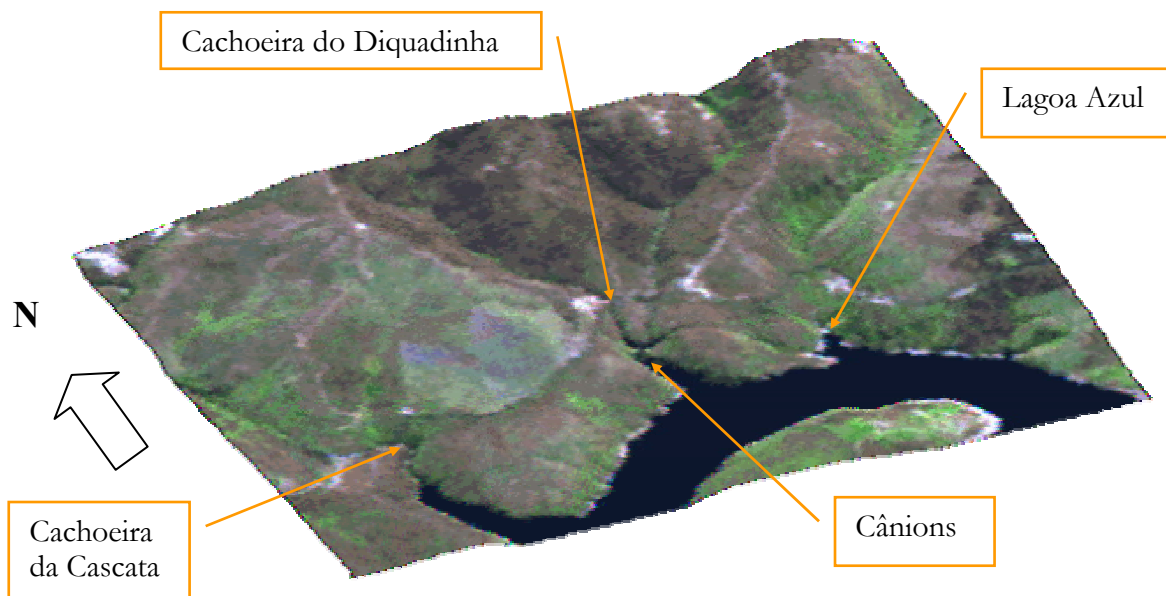 Cachoeira do Diquadinha
Lagoa Azul
N
Cachoeira
da Cascata
Cânions